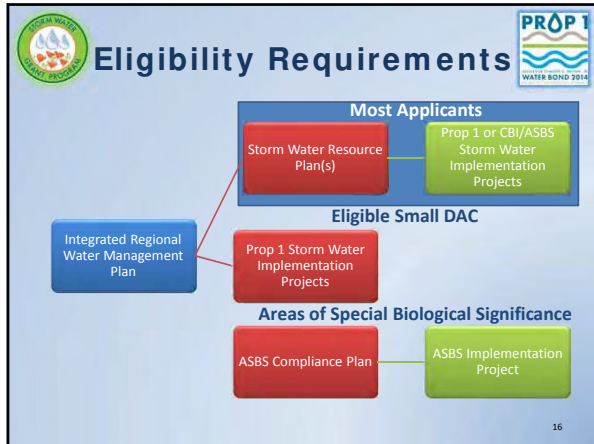 STORM WATER
GRANT PROGRAM
Eligibility Requirements
PROP 1
WATER BOND 2014
Most Applicants
Storm Water Resource
Plan(s)
Prop 1 or CBI/ASBS
Storm Water
Implementation
Projects
Eligible Small DAC
Integrated Regional
Water Management
Plan
Prop 1 Storm Water
Implementation
Projects
Areas of Special Biological Significance
ASBS Compliance Plan
ASBS Implementation
Project
16